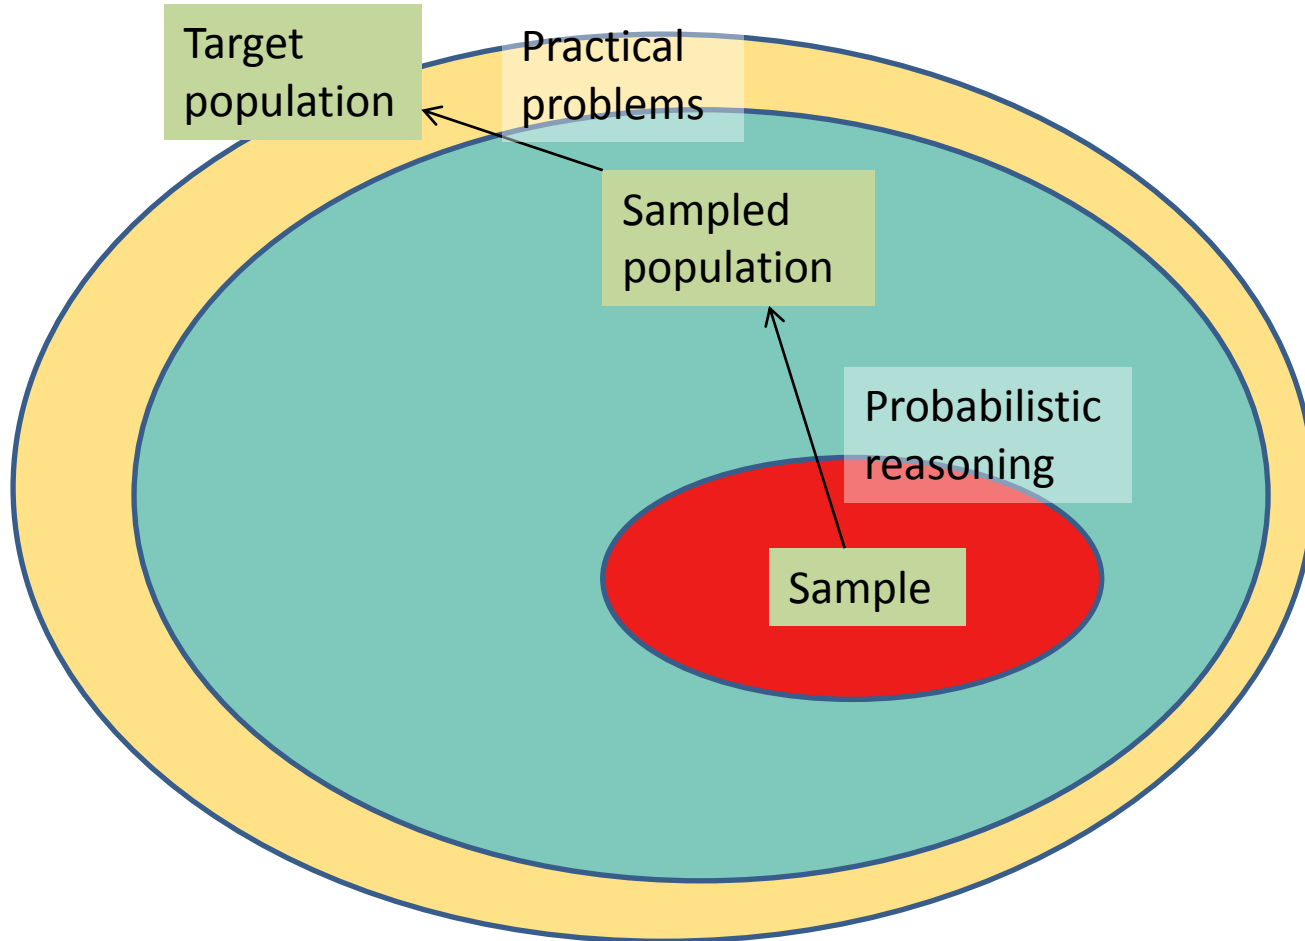 Target
population
Practical
problems
Sampled
population
Probabilistic
reasoning
Sample